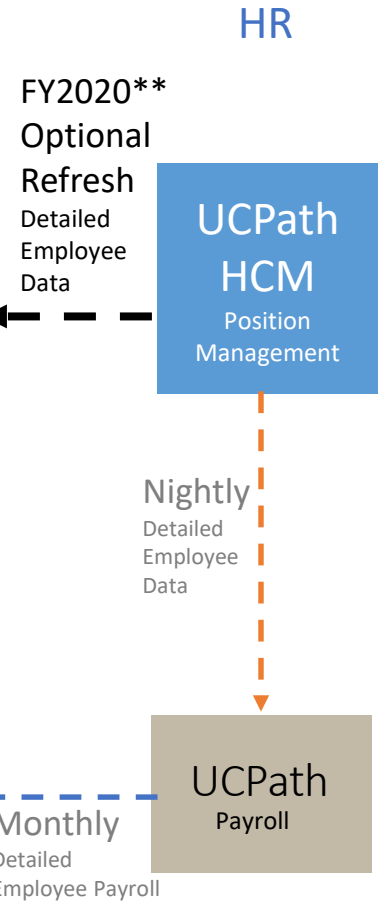 HR
FY2020**
Optional
Refresh
Detailed
Employee
Data
UCPath
HCM
Position
Management
Nightly
Detailed
Employee
Data
UCPath
Payroll
Monthly
Detailed
Employee Payroll